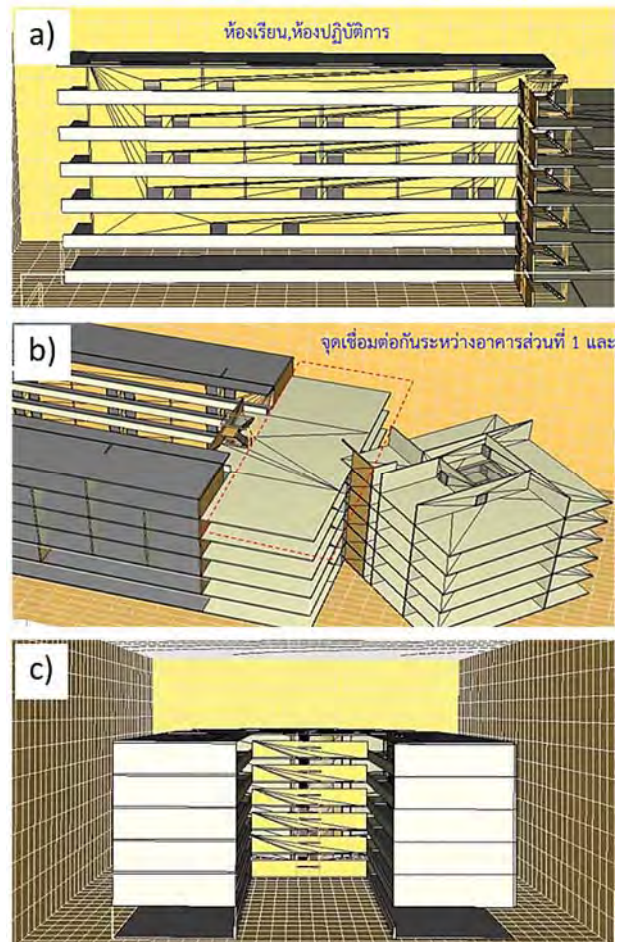 a)
ห้องเรียน,ห้องปฏิบัติการ
b)
จุดเชื่อมต่อกันระหว่างอาคารส่วนที่ 1 และ
c)